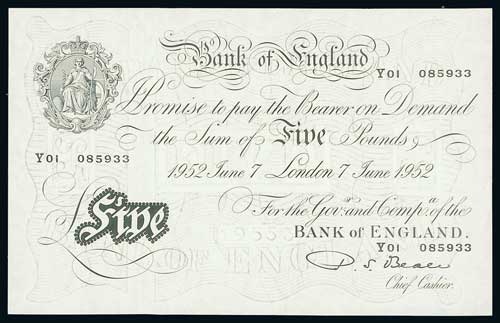 Bank of England
Y01 085933
I Promise to pay the Bearer on Demand
the Sum of Five Pounds
Y01 085933
1952 June 7 London 7 June 1952
For the Govr. and Compa. of the
BANK of ENGLAND.
Y01 085933
Five
P. S. Beale
Chief Cashier.